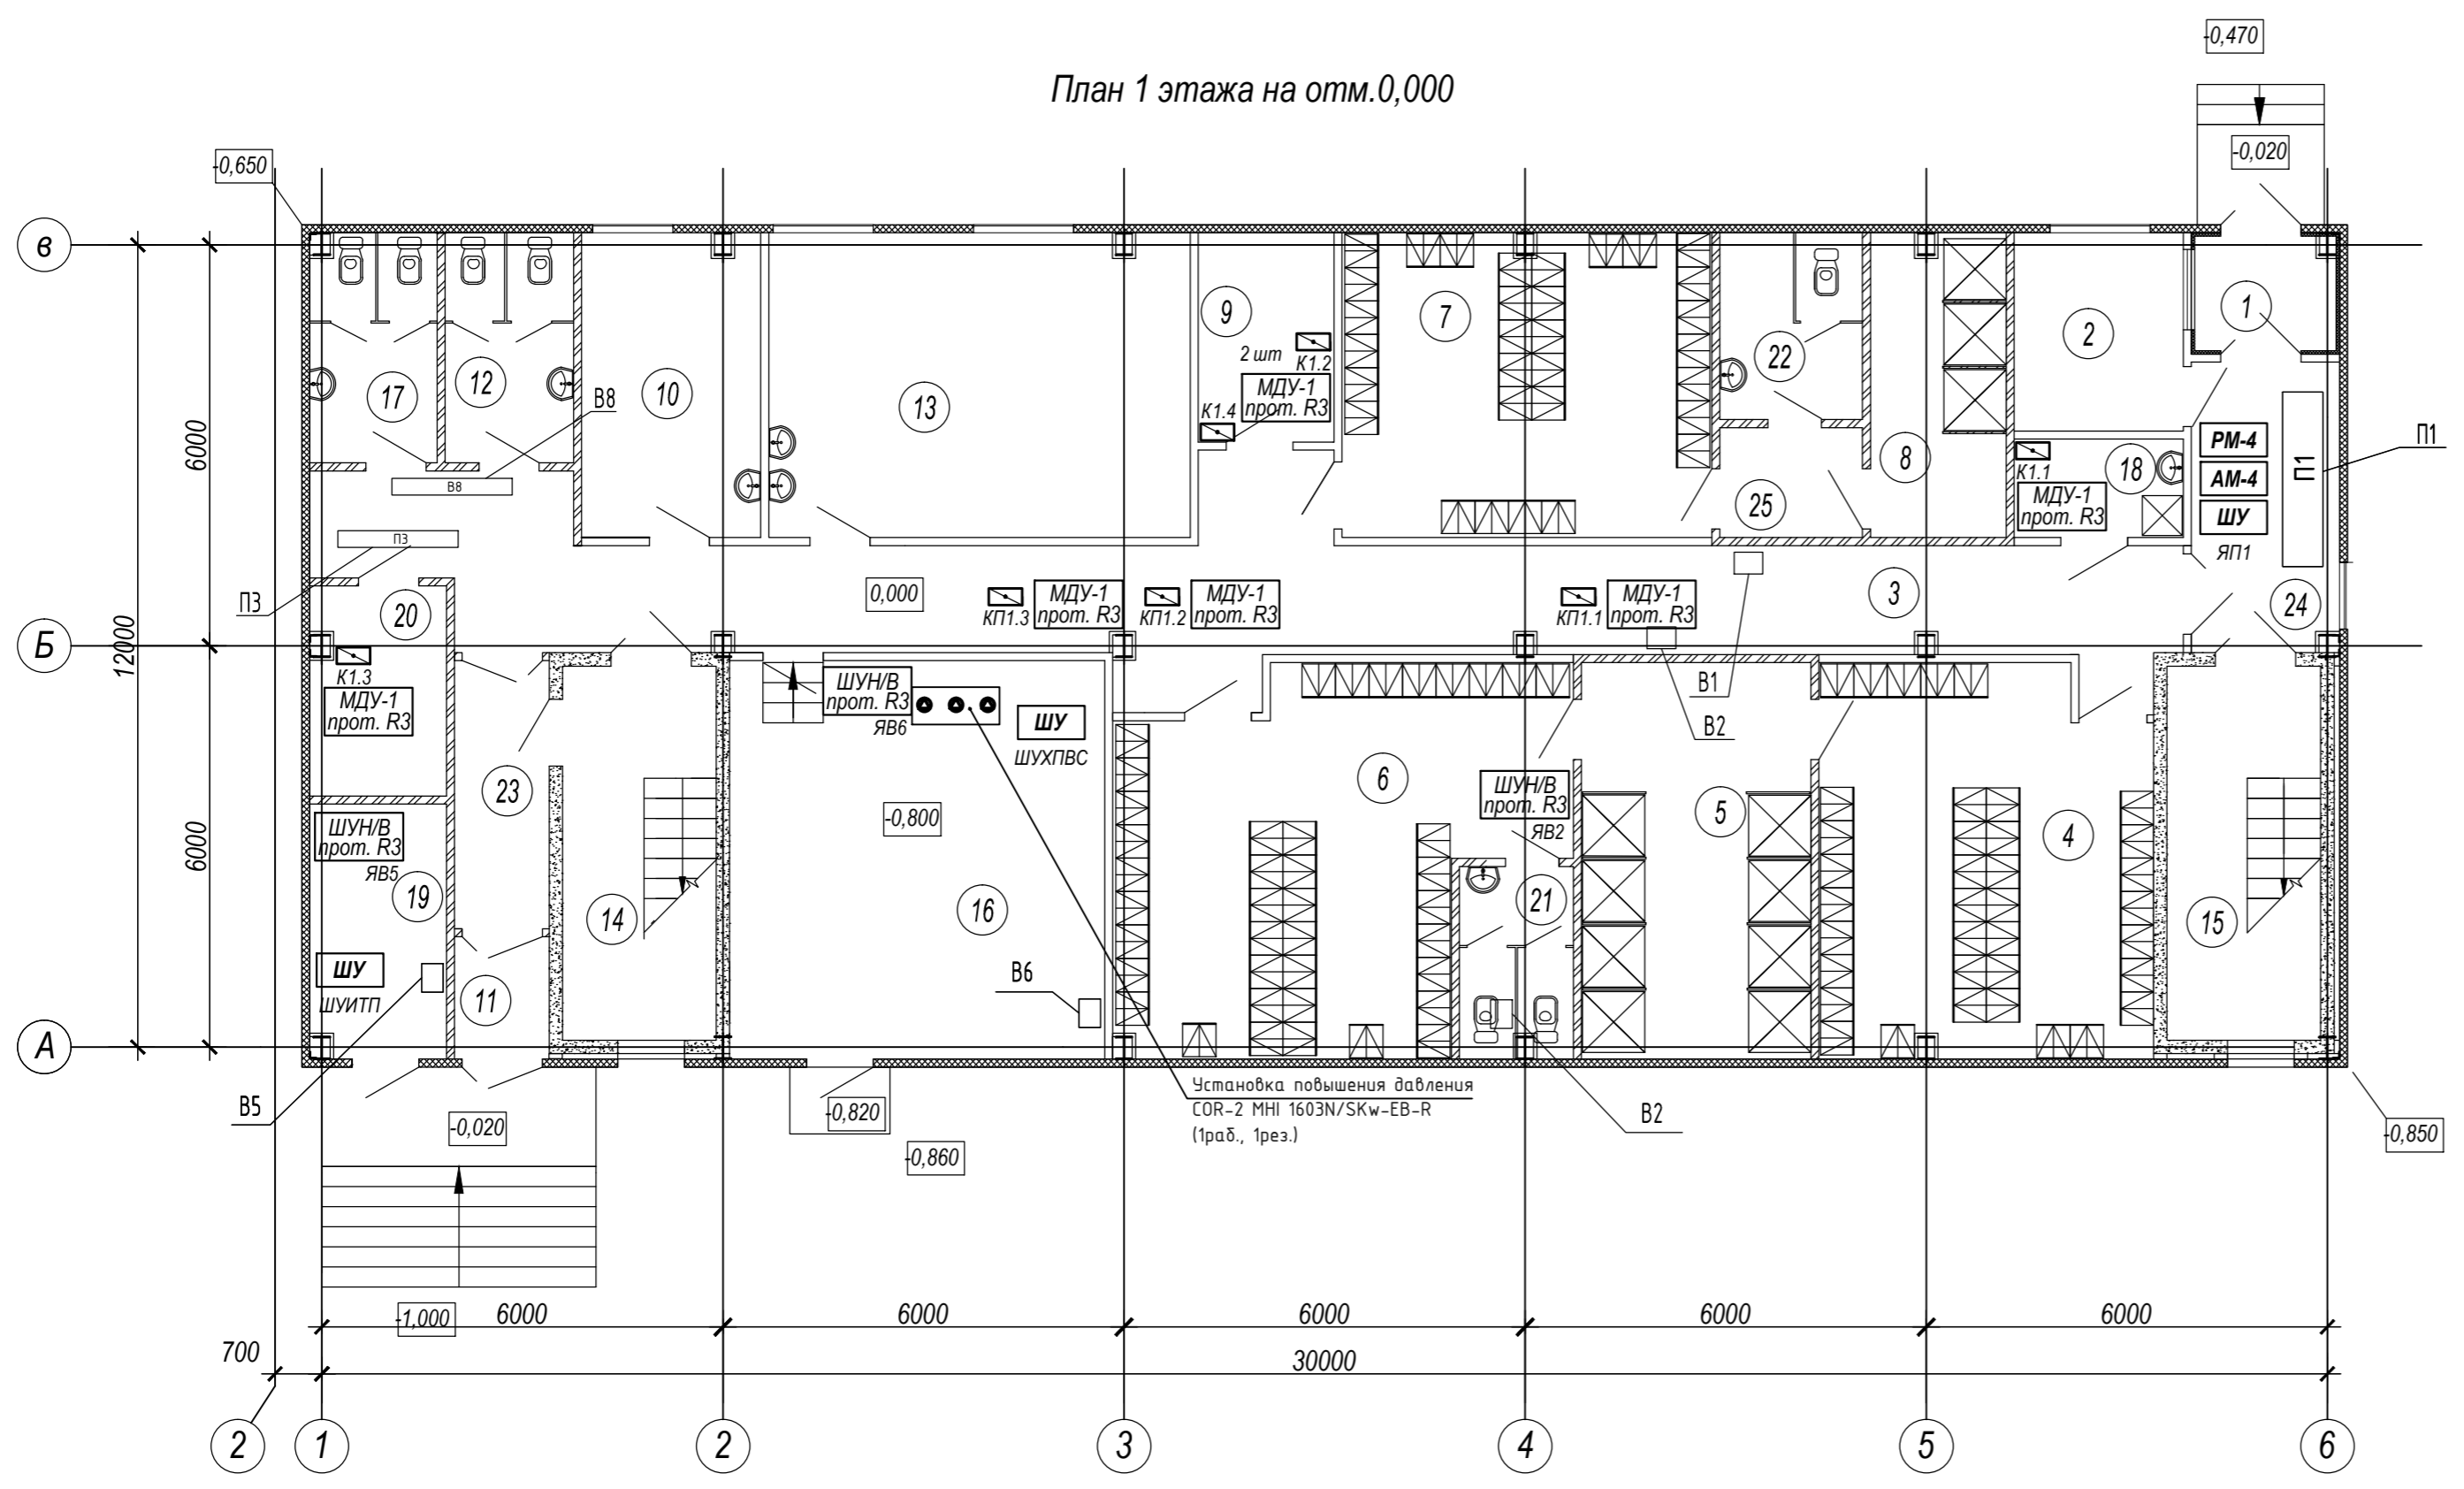 -0,470
План 1 этажа на отм.0,000
-0,650
-0,020
в
1
9
7
2
22
2 шт
К1.2
17
12
10
В8
13
МДУ-1
прот. R3
К1.4
6000
РМ-4
П1
8
К1.1
18
АМ-4
П1
В8
МДУ-1
прот. R3
25
ШУ
П3
ЯП1
0,000
КП1.3
МДУ-1
прот. R3
КП1.2
МДУ-1
прот. R3
КП1.1
МДУ-1
прот. R3
3
24
П3
20
Б
12000
К1.3
МДУ-1
прот. R3
ШУН/В
прот. R3
ЯВ6
ШУ
ШУХПВС
В1
В2
23
6
ШУН/В
прот. R3
ЯВ2
5
4
-0,800
6000
ШУН/В
прот. R3
ЯВ5
19
14
16
21
15
ШУ
ШУИТП
11
В6
А
В5
-0,020
-0,820
Установка повышения давления
COR-2 MHI 1603N/SKw-EB-R
(1раб., 1рез.)
В2
-0,850
-0,860
-1,000
6000
6000
6000
6000
6000
700
30000
2
1
2
3
4
5
6